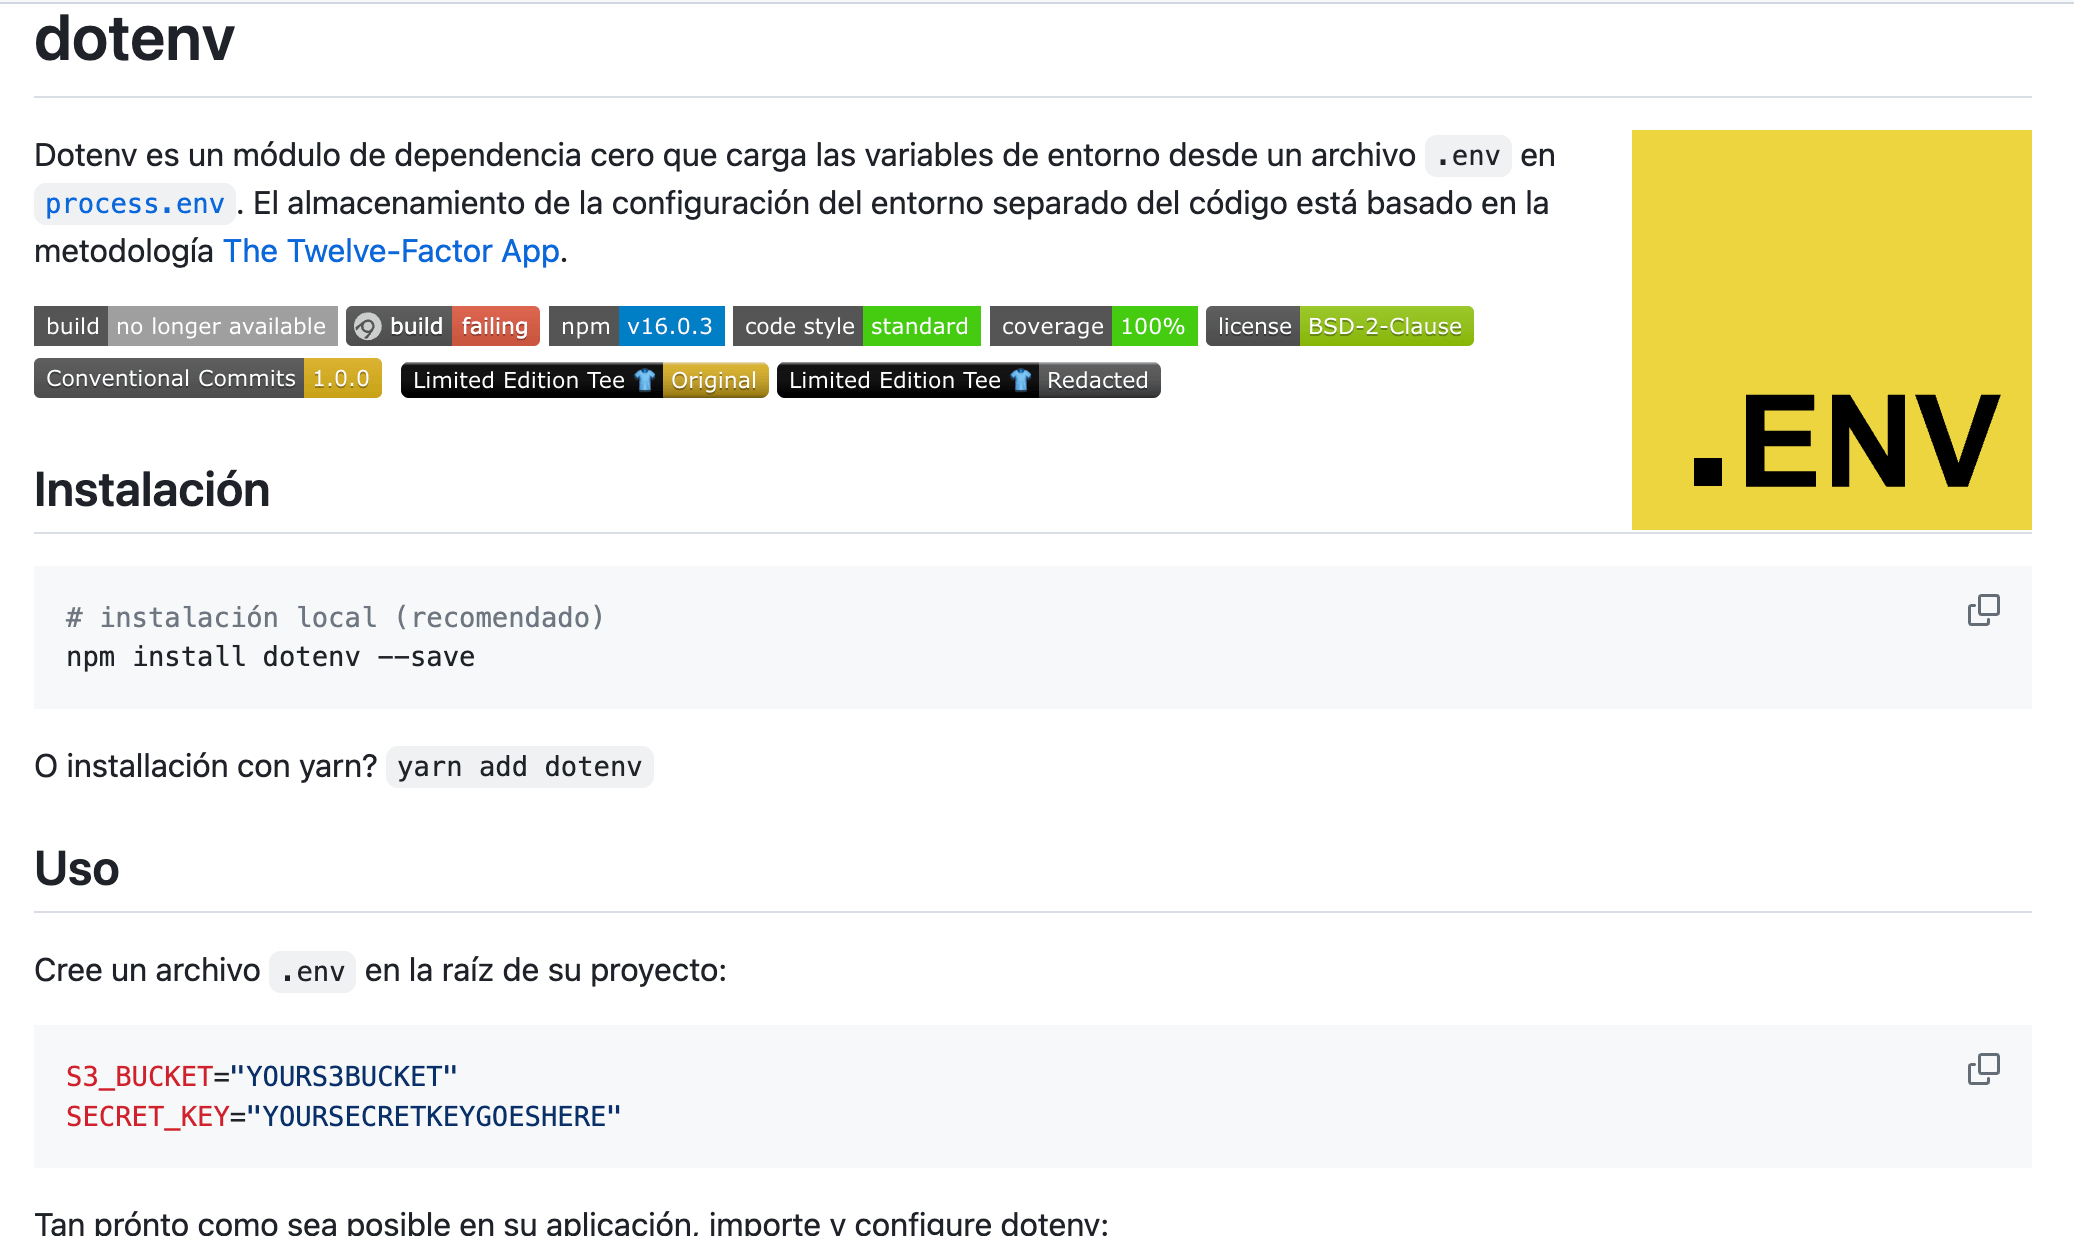 dotenv
Dotenv es un módulo de dependencia cero que carga las variables de entorno desde un archivo .env en
process.env. El almacenamiento de la configuración del entorno separado del código está basado en la
metodología The Twelve-Factor App.
.ENV
build no longer available build failing npm v16.0.3 code style standard coverage 100% license BSD-2-Clause
Conventional Commits 1.0.0 Limited Edition Tee 👕 Original Limited Edition Tee 👕 Redacted
Instalación
# instalación local (recomendado)
npm install dotenv --save
O installación con yarn? yarn add dotenv
Uso
Cree un archivo .env en la raíz de su proyecto:
S3_BUCKET="YOURS3BUCKET"
SECRET_KEY="YOURSECRETKEYGOESHERE"
Tan prónto como sea posible en su aplicación, importe y configure dotenv: